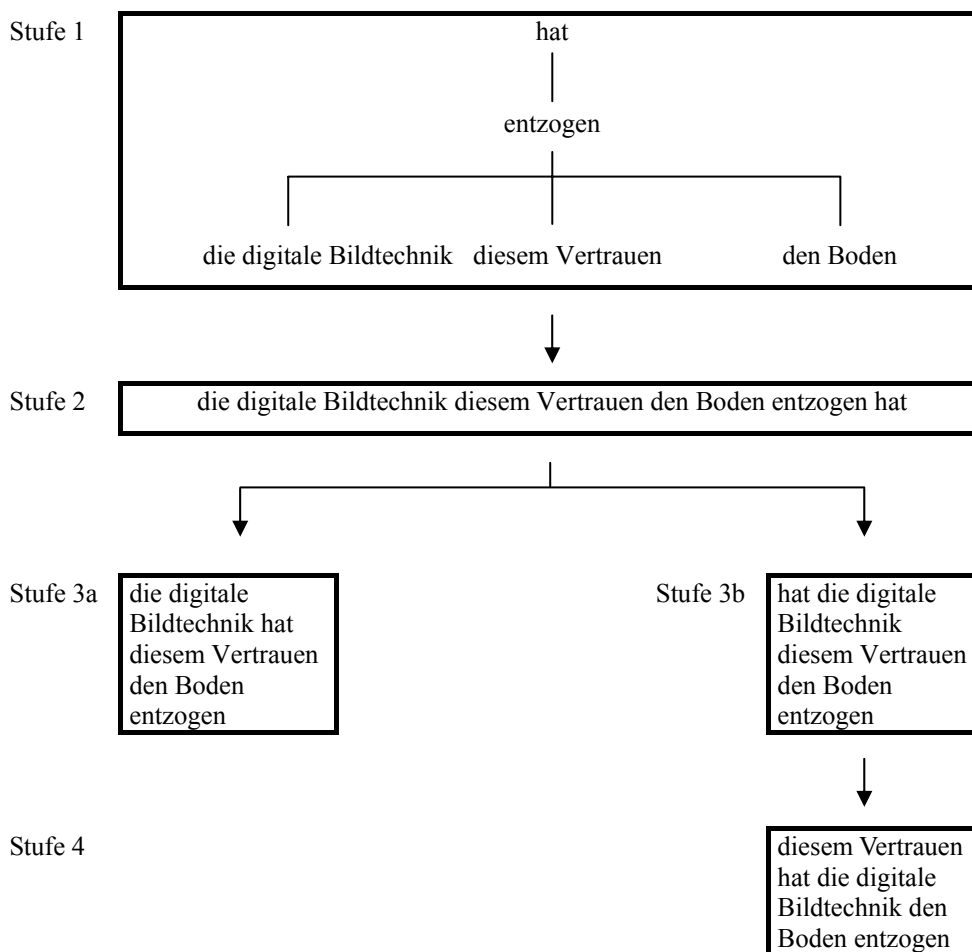 Stufe 1
hat
entzogen
die digitale Bildtechnik diesem Vertrauen den Boden
Stufe 2
die digitale Bildtechnik diesem Vertrauen den Boden entzogen hat
Stufe 3a
die digitale
Bildtechnik hat
diesem Vertrauen
den Boden
entzogen
Stufe 3b
hat die digitale
Bildtechnik
diesem Vertrauen
den Boden
entzogen
Stufe 4
diesem Vertrauen
hat die digitale
Bildtechnik den
Boden entzogen